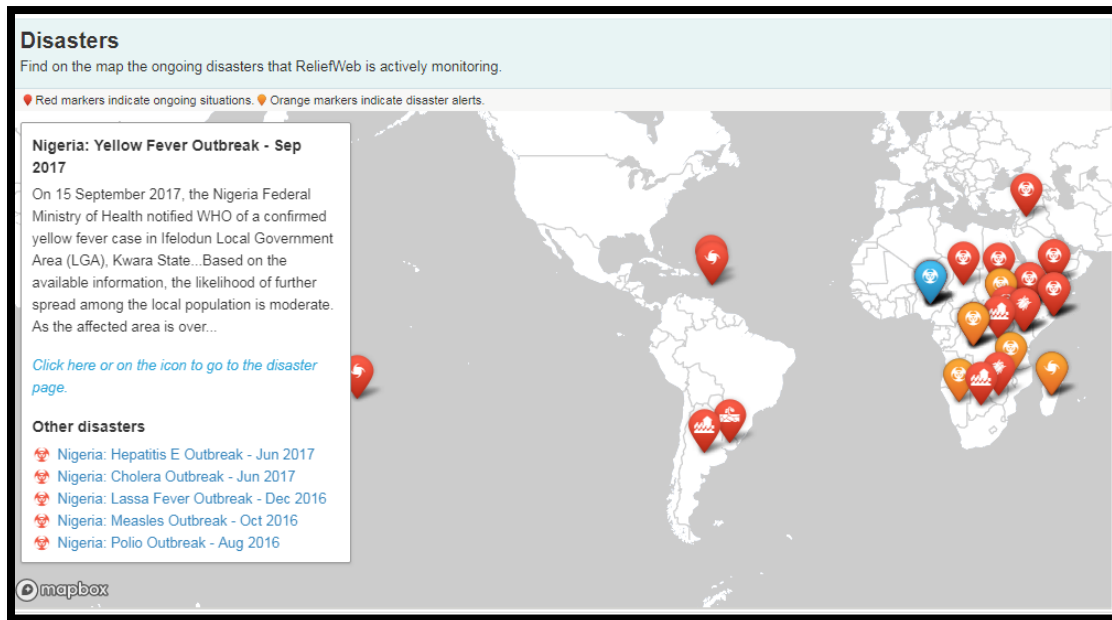 Disasters
Find on the map the ongoing disasters that ReliefWeb is actively monitoring.
Red markers indicate ongoing situations. Orange markers indicate disaster alerts.
Nigeria: Yellow Fever Outbreak - Sep
2017
On 15 September 2017, the Nigeria Federal
Ministry of Health notified WHO of a confirmed
yellow fever case in Ifelodun Local Government
Area (LGA), Kwara State...Based on the
available information, the likelihood of further
spread among the local population is moderate.
As the affected area is over...
Click here or on the icon to go to the disaster
page.
Other disasters
Nigeria: Hepatitis E Outbreak - Jun 2017
Nigeria: Cholera Outbreak - Jun 2017
Nigeria: Lassa Fever Outbreak - Dec 2016
Nigeria: Measles Outbreak - Oct 2016
Nigeria: Polio Outbreak - Aug 2016
mapbox